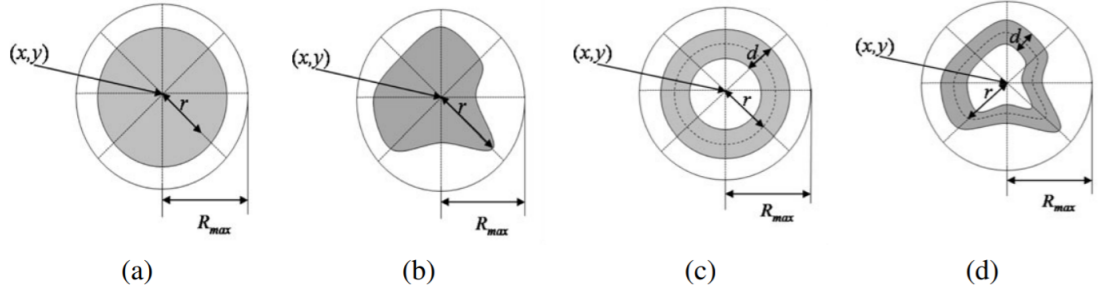 (x,y)
r
R_max
(a)
(x,y)
r
R_max
(b)
(x,y)
d
r
R_max
(c)
(x,y)
d
r
R_max
(d)